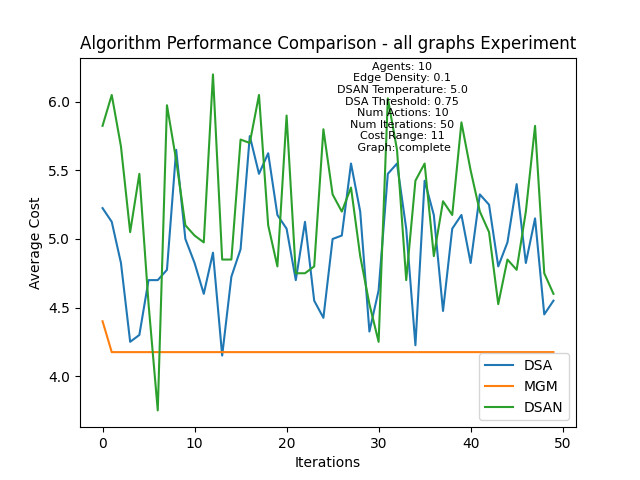 Algorithm Performance Comparison - all graphs Experiment
Agents: 10
Edge Density: 0.1
DSAN Temperature: 5.0
DSA Threshold: 0.75
Num Actions: 10
Num Iterations: 50
Cost Range: 11
Graph: complete
6.0
5.5
5.0
4.5
4.0
Average Cost
0
10
20
30
40
50
Iterations
DSA
MGM
DSAN